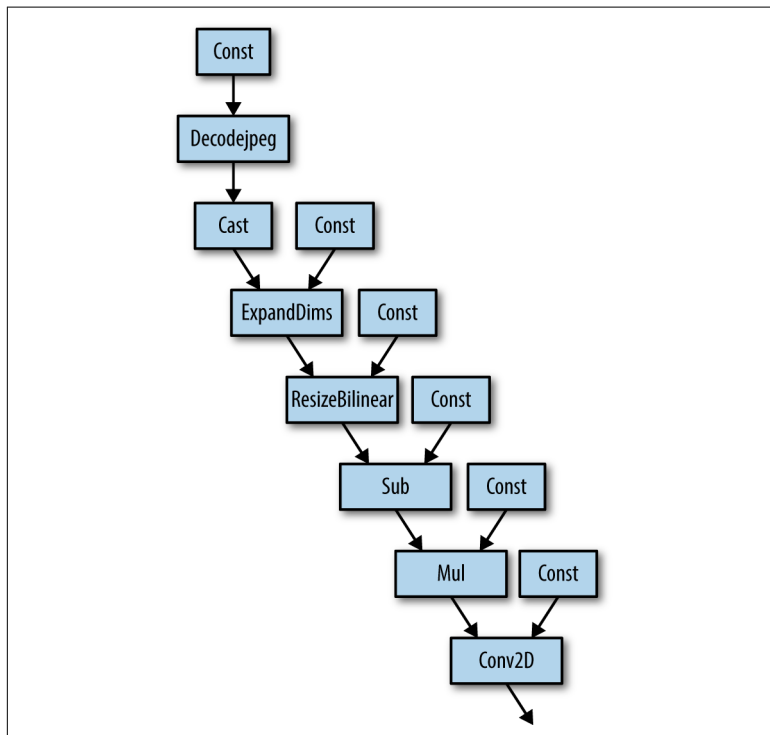 Const
Decodejpeg
Cast
Const
ExpandDims
Const
ResizeBilinear
Const
Sub
Const
Mul
Const
Conv2D